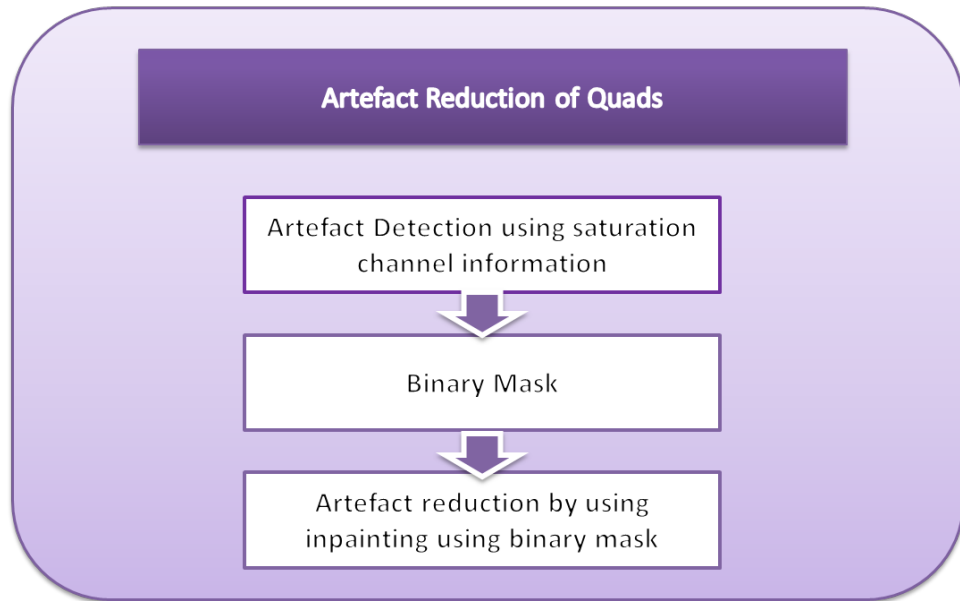 Artefact Reduction of Quads
Artefact Detection using saturation
channel information
Binary Mask
Artefact reduction by using
inpainting using binary mask